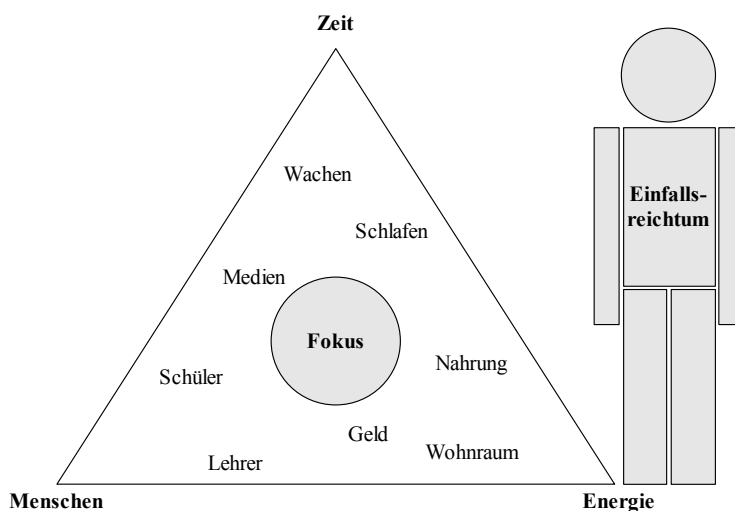 Zeit
Wachen
Einfalls-
reichtum
Schlafen
Medien
Fokus
Nahrung
Schüler
Geld
Wohnraum
Lehrer
Menschen
Energie